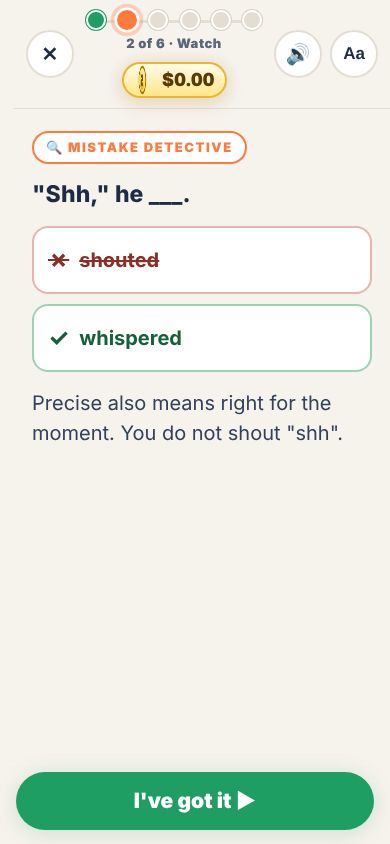 2 of 6 · Watch
$0.00
Aa
MISTAKE DETECTIVE
"Shh," he ___.
shouted
whispered
Precise also means right for the
moment. You do not shout "shh".
I've got it ▶